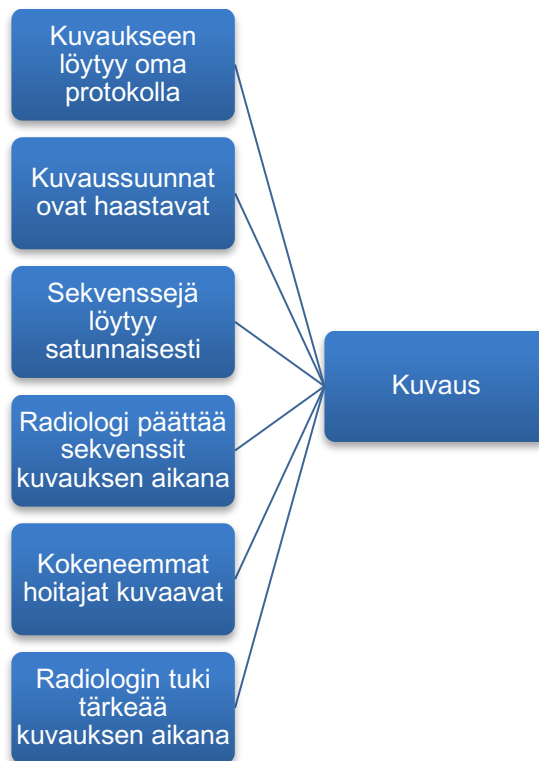 Kuvaukseen
löytyy oma
protokolla
Kuvaussuunnat
ovat haastavat
Sekvenssejä
löytyy
satunnaisesti
Radiologi päättää
sekvenssit
kuvauksen aikana
Kokeneemmat
hoitajat kuvaavat
Radiologin tuki
tärkeää
kuvauksen aikana
Kuvaus